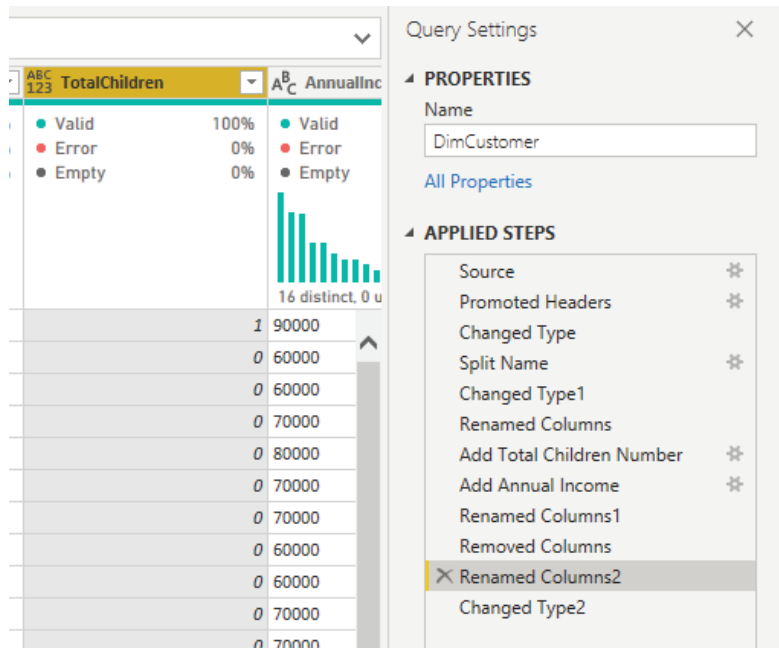 Query Settings
PROPERTIES
Name
DimCustomer
All Properties
APPLIED STEPS
Source
Promoted Headers
Changed Type
Split Name
Changed Type1
Renamed Columns
Add Total Children Number
Add Annual Income
Renamed Columns1
Removed Columns
Renamed Columns2
Changed Type2
ABC 123 TotalChildren ABC AnnualInc
Valid 100% Valid
Error 0% Error
Empty 0% Empty
16 distinct, 0 u
1 90000
0 60000
0 60000
0 70000
0 80000
0 70000
0 70000
0 60000
0 60000
0 70000
0 70000